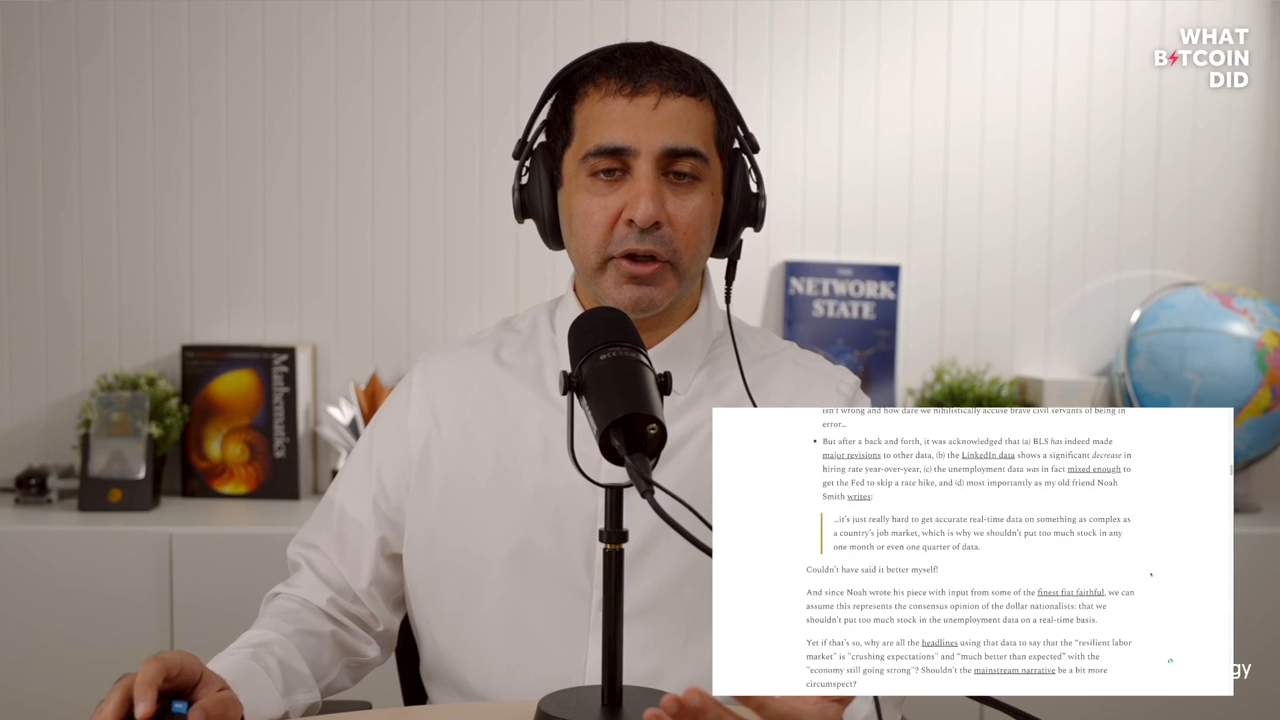 WHAT
BTCOIN
DID
THE
NETWORK
STATE
Mathematics
isn't wrong and how dare we nihilistically accuse brave civil servants of being in
error...
• But after a back and forth, it was acknowledged that (a) BLS has indeed made
major revisions to other data, (b) the LinkedIn data shows a significant decrease in
hiring rate year-over-year, (c) the unemployment data was in fact mixed enough to
get the Fed to skip a rate hike, and (d) most importantly as my old friend Noah
Smith writes:
...it's just really hard to get accurate real-time data on something as complex as
a country's job market, which is why we shouldn't put too much stock in any
one month or even one quarter of data.
Couldn't have said it better myself!
And since Noah wrote his piece with input from some of the finest fiat faithful, we can
assume this represents the consensus opinion of the dollar nationalists: that we
shouldn't put too much stock in the unemployment data on a real-time basis.
Yet if that's so, why are all the headlines using that data to say that the "resilient labor
market" is "crushing expectations" and "much better than expected" with the
"economy still going strong"? Shouldn't the mainstream narrative be a bit more
circumspect?
gy